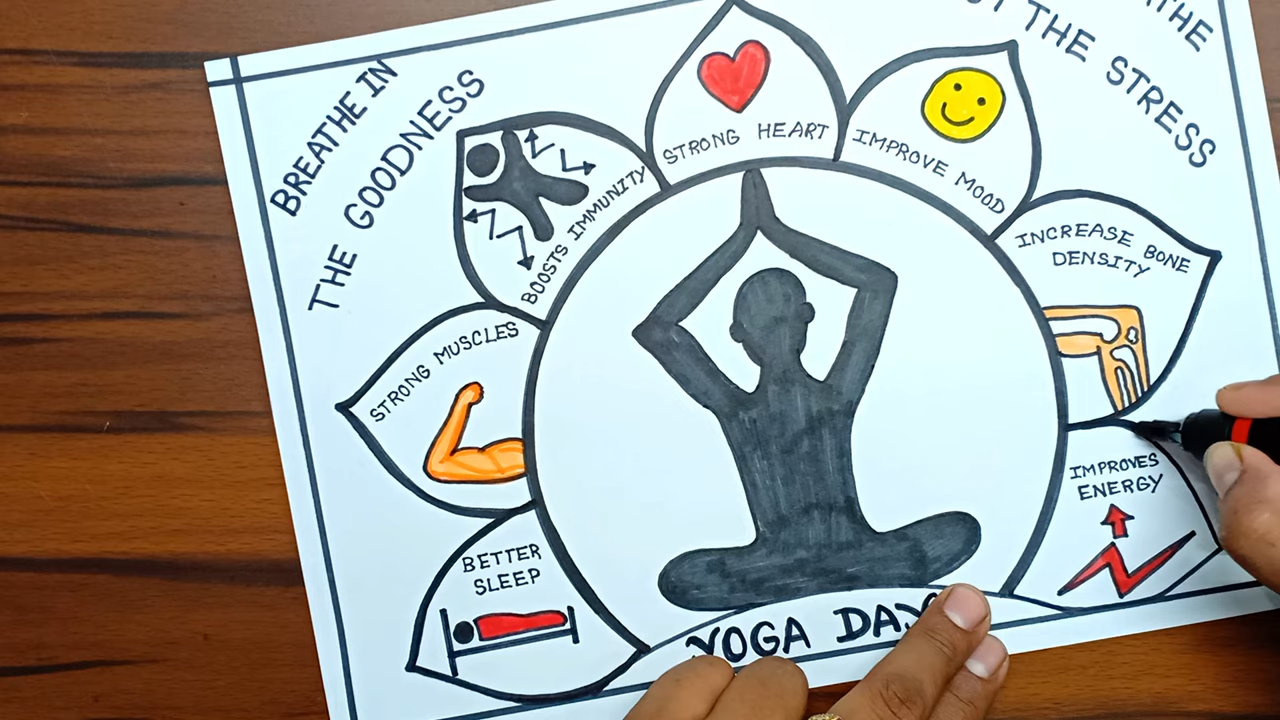 BREATHE IN
THE GOODNESS
THE STRESS
STRONG HEART
IMPROVE MOOD
BOOSTS IMMUNITY
INCREASE BONE
DENSITY
STRONG MUSCLES
IMPROVES
ENERGY
BETTER
SLEEP
YOGA DAY